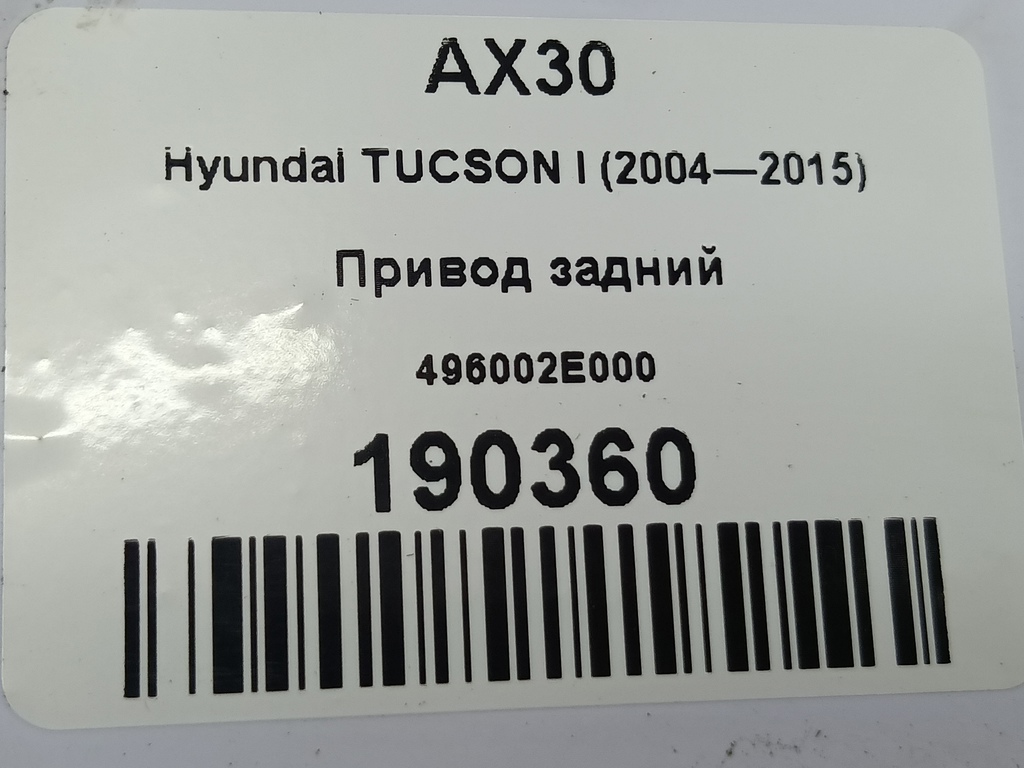 AX30
Hyundai TUCSON I (2004—2015)
Привод задний
496002E000
190360